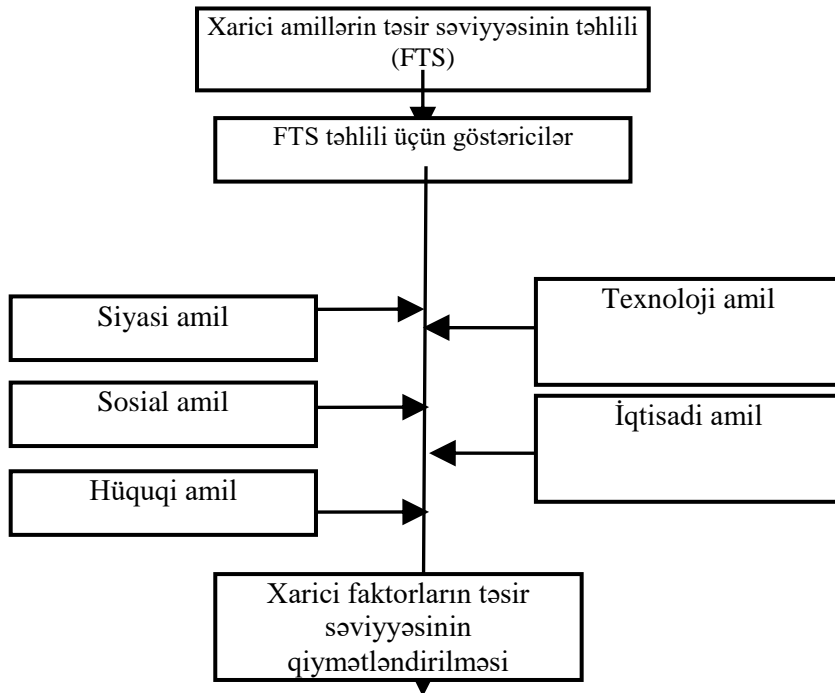 Xarici amillərin təsir səviyyəsinin təhlili
(FTS)
FTS təhlili üçün göstəricilər
Siyasi amil
Texnoloji amil
Sosial amil
İqtisadi amil
Hüquqi amil
Xarici faktorların təsir
səviyyəsinin
qiymətləndirilməsi